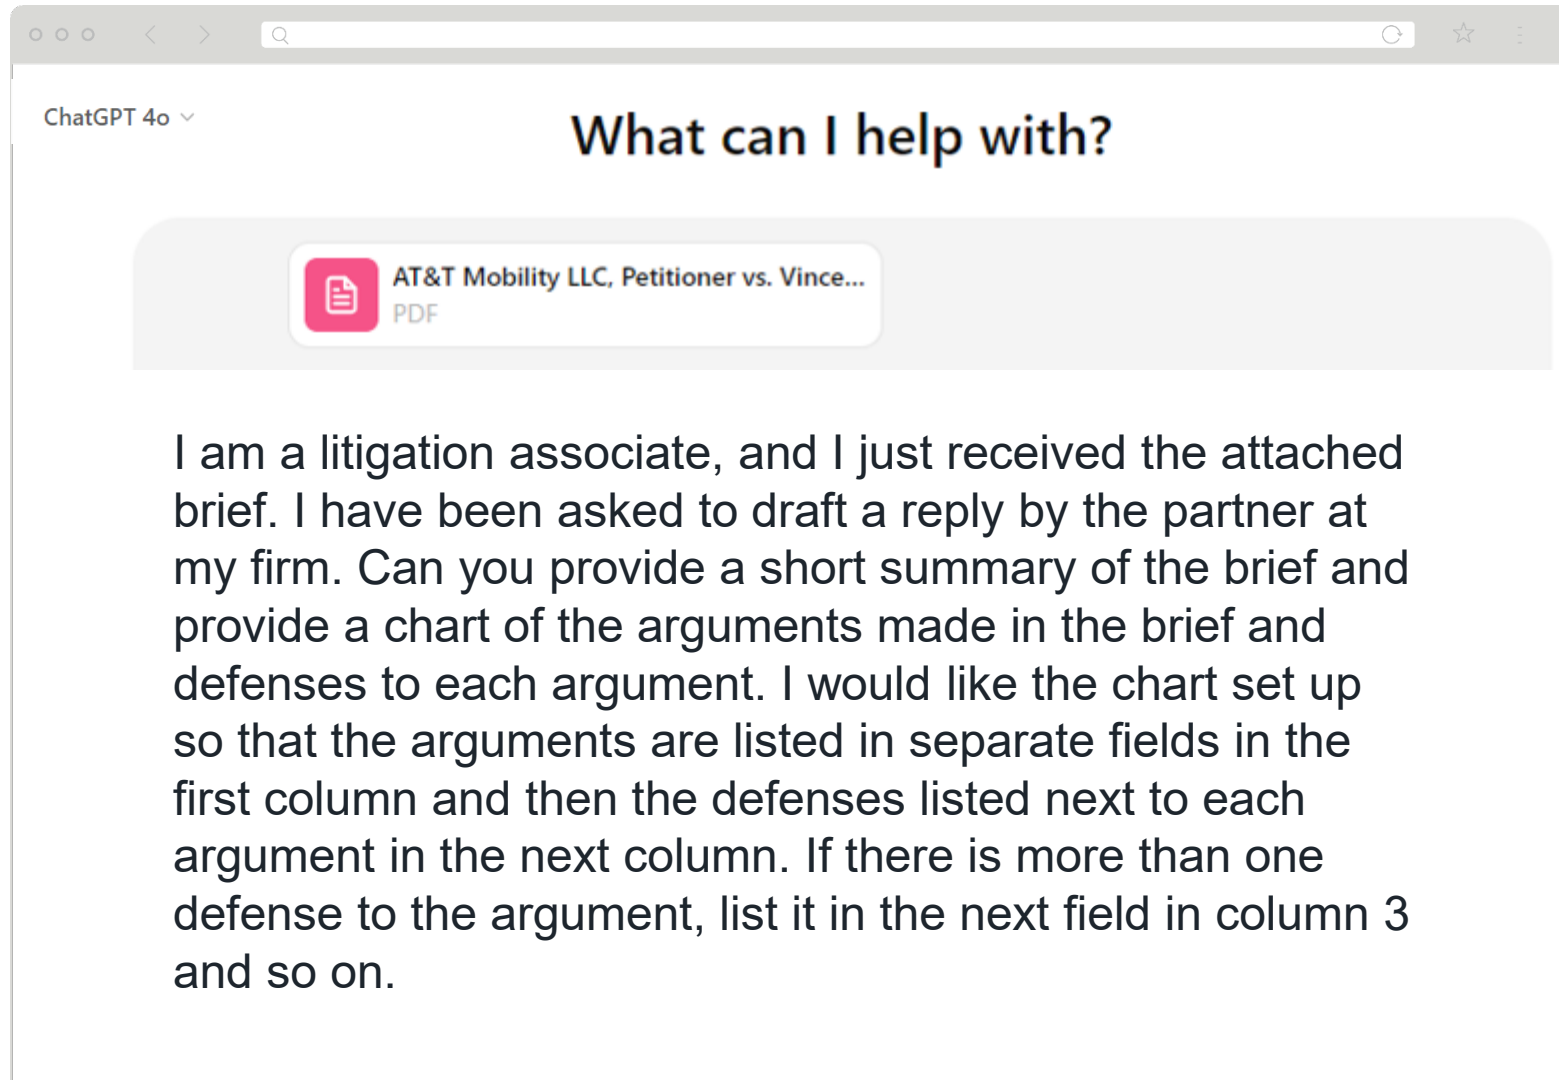 ChatGPT 4o
What can I help with?
AT&T Mobility LLC, Petitioner vs. Vince...
PDF
I am a litigation associate, and I just received the attached
brief. I have been asked to draft a reply by the partner at
my firm. Can you provide a short summary of the brief and
provide a chart of the arguments made in the brief and
defenses to each argument. I would like the chart set up
so that the arguments are listed in separate fields in the
first column and then the defenses listed next to each
argument in the next column. If there is more than one
defense to the argument, list it in the next field in column 3
and so on.